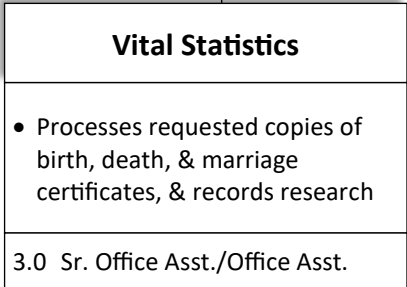 Vital Statistics
• Processes requested copies of
birth, death, & marriage
certificates, & records research
3.0 Sr. Office Asst./Office Asst.